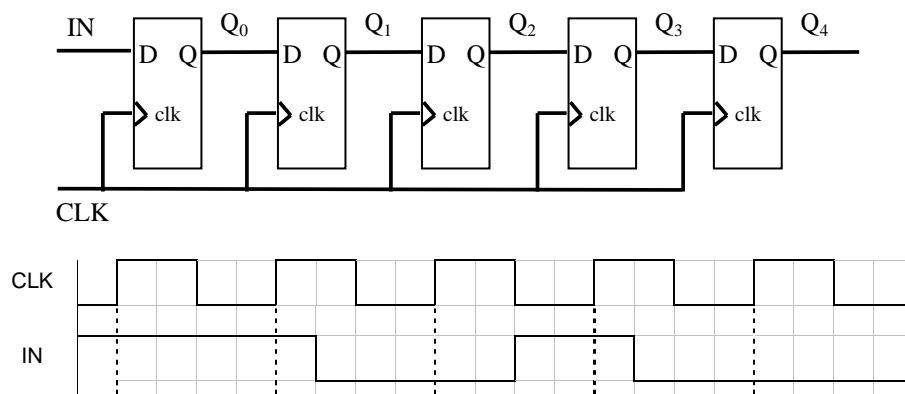 IN Q₀ Q₁ Q₂ Q₃ Q₄
D Q D Q D Q D Q D Q
clk clk clk clk clk
CLK
CLK
IN